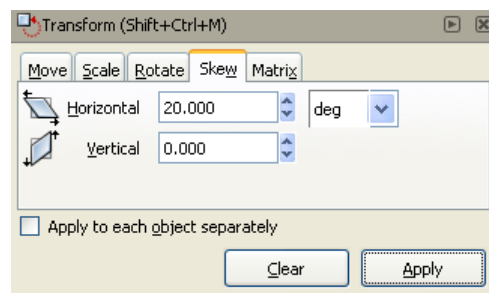 Transform (Shift+Ctrl+M)
Move Scale Rotate Skew Matrix
Horizontal 20.000 deg
Vertical 0.000
Apply to each object separately
Clear Apply